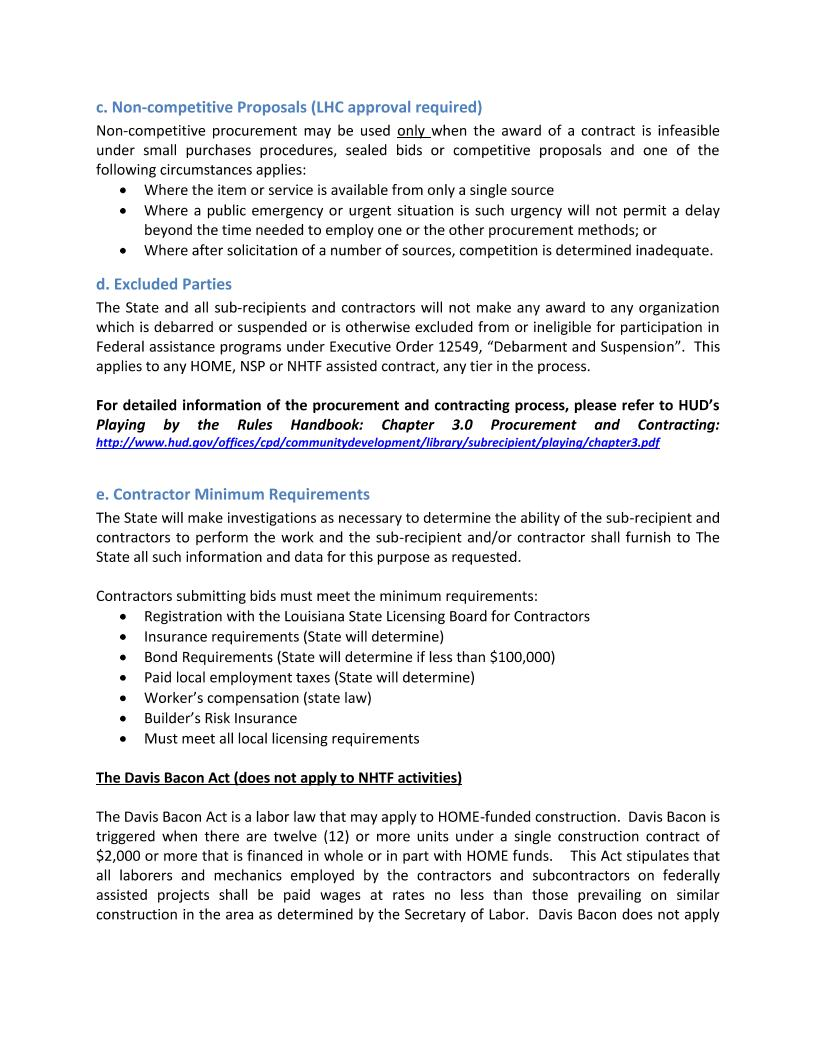 c. Non-competitive Proposals (LHC approval required)
Non-competitive procurement may be used only when the award of a contract is infeasible
under small purchases procedures, sealed bids or competitive proposals and one of the
following circumstances applies:
• Where the item or service is available from only a single source
• Where a public emergency or urgent situation is such urgency will not permit a delay
beyond the time needed to employ one or the other procurement methods; or
• Where after solicitation of a number of sources, competition is determined inadequate.
d. Excluded Parties
The State and all sub-recipients and contractors will not make any award to any organization
which is debarred or suspended or is otherwise excluded from or ineligible for participation in
Federal assistance programs under Executive Order 12549, “Debarment and Suspension”. This
applies to any HOME, NSP or NHTF assisted contract, any tier in the process.
For detailed information of the procurement and contracting process, please refer to HUD’s
Playing by the Rules Handbook: Chapter 3.0 Procurement and Contracting:
http://www.hud.gov/offices/cpd/communitydevelopment/library/subrecipient/playing/chapter3.pdf
e. Contractor Minimum Requirements
The State will make investigations as necessary to determine the ability of the sub-recipient and
contractors to perform the work and the sub-recipient and/or contractor shall furnish to The
State all such information and data for this purpose as requested.
Contractors submitting bids must meet the minimum requirements:
• Registration with the Louisiana State Licensing Board for Contractors
• Insurance requirements (State will determine)
• Bond Requirements (State will determine if less than $100,000)
• Paid local employment taxes (State will determine)
• Worker’s compensation (state law)
• Builder’s Risk Insurance
• Must meet all local licensing requirements
The Davis Bacon Act (does not apply to NHTF activities)
The Davis Bacon Act is a labor law that may apply to HOME-funded construction. Davis Bacon is
triggered when there are twelve (12) or more units under a single construction contract of
$2,000 or more that is financed in whole or in part with HOME funds. This Act stipulates that
all laborers and mechanics employed by the contractors and subcontractors on federally
assisted projects shall be paid wages at rates no less than those prevailing on similar
construction in the area as determined by the Secretary of Labor. Davis Bacon does not apply